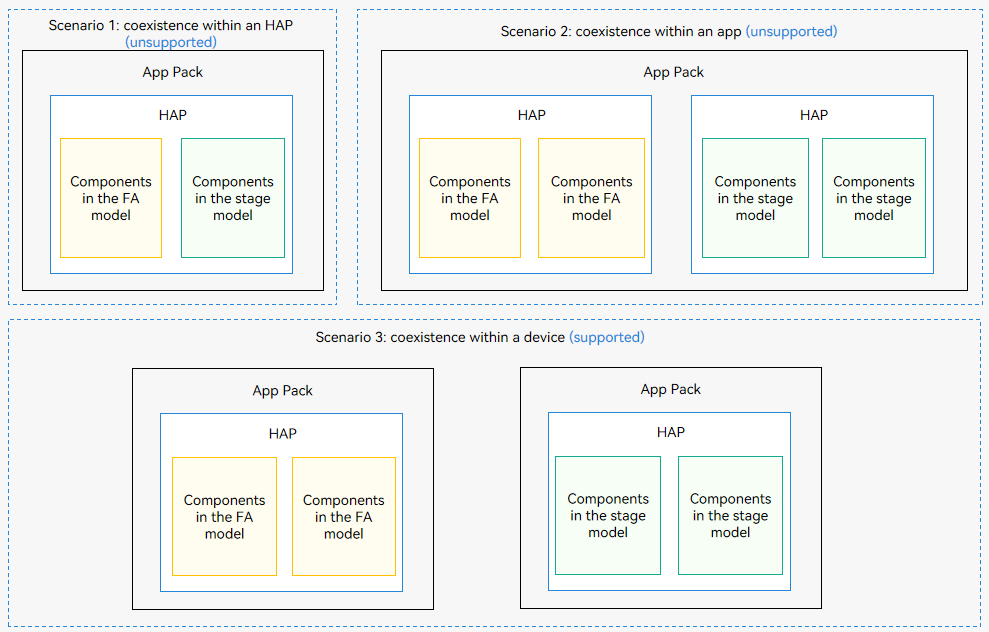 Scenario 1: coexistence within an HAP
(unsupported)
App Pack
HAP
Components
in the FA
model
Components
in the stage
model
Scenario 2: coexistence within an app (unsupported)
App Pack
HAP
Components
in the FA
model
Components
in the FA
model
HAP
Components
in the stage
model
Components
in the stage
model
Scenario 3: coexistence within a device (supported)
App Pack
HAP
Components
in the FA
model
Components
in the FA
model
App Pack
HAP
Components
in the stage
model
Components
in the stage
model